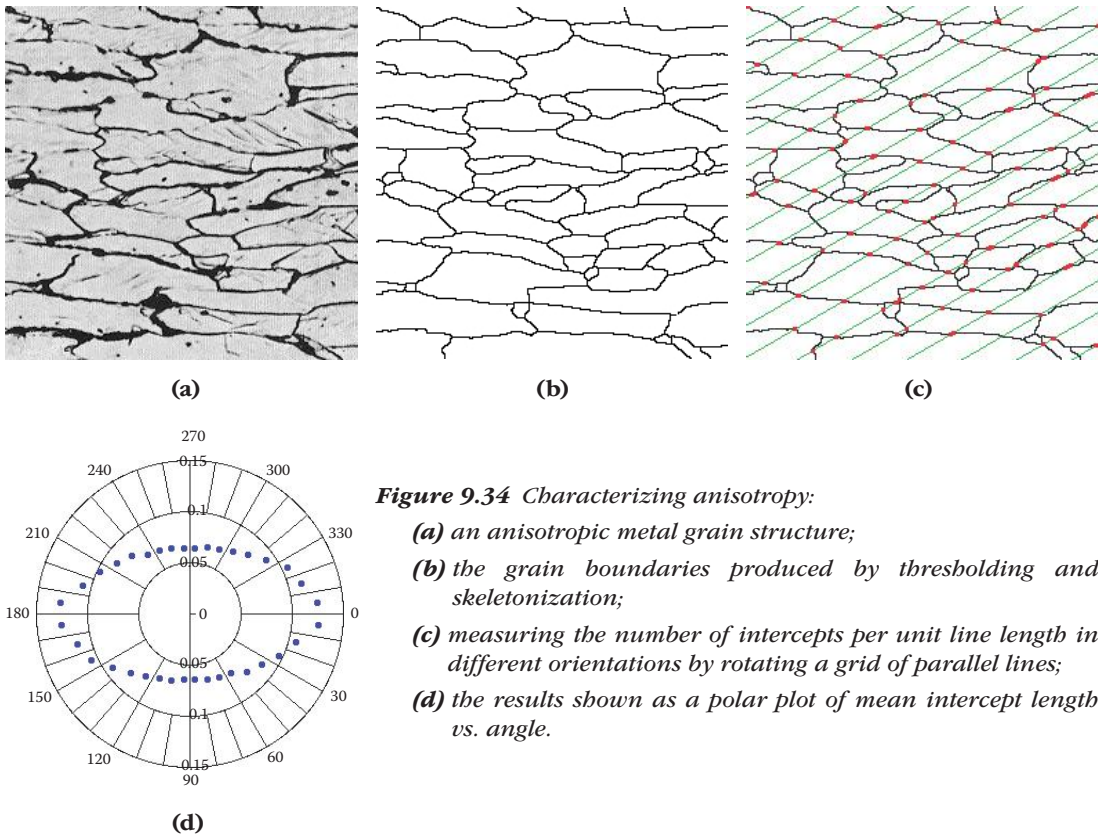 (a)
(b)
(c)
270
240
0.15
300
0.1
210
330
0.05
180
0
0
0.05
150
30
0.1
120
60
0.15
90
(d)
Figure 9.34 Characterizing anisotropy:
(a) an anisotropic metal grain structure;
(b) the grain boundaries produced by thresholding and
skeletonization;
(c) measuring the number of intercepts per unit line length in
different orientations by rotating a grid of parallel lines;
(d) the results shown as a polar plot of mean intercept length
vs. angle.